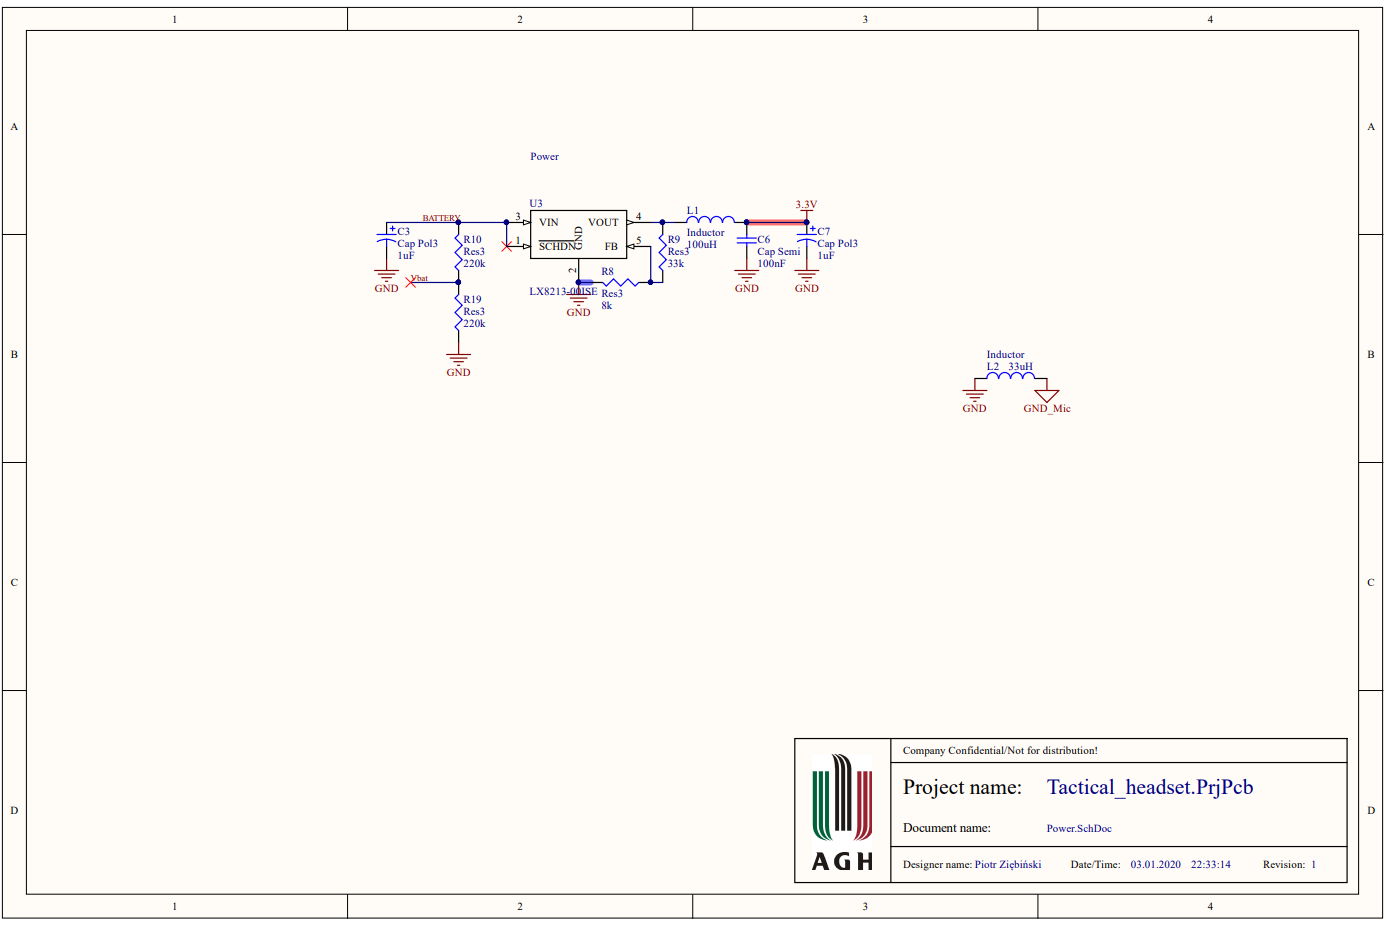 1 2 3 4
A A
Power
U3
BATTERY 3 VIN VOUT 4
1 SCHDN GND FB 5
2
LX8213-00ISE
C3
Cap Pol3
1uF
GND
R10
Res3
220k
Vbat
R19
Res3
220k
GND
GND
R8
Res3
8k
R9
Res3
33k
L1
Inductor
100uH
3.3V
C6
Cap Semi
100nF
GND
C7
Cap Pol3
1uF
GND
B B
Inductor
L2 33uH
GND GND_Mic
C C
D D
Company Confidential/Not for distribution!
Project name: Tactical_headset.PrjPcb
Document name: Power.SchDoc
AGH
Designer name: Piotr Ziębiński Date/Time: 03.01.2020 22:33:14 Revision: 1
1 2 3 4